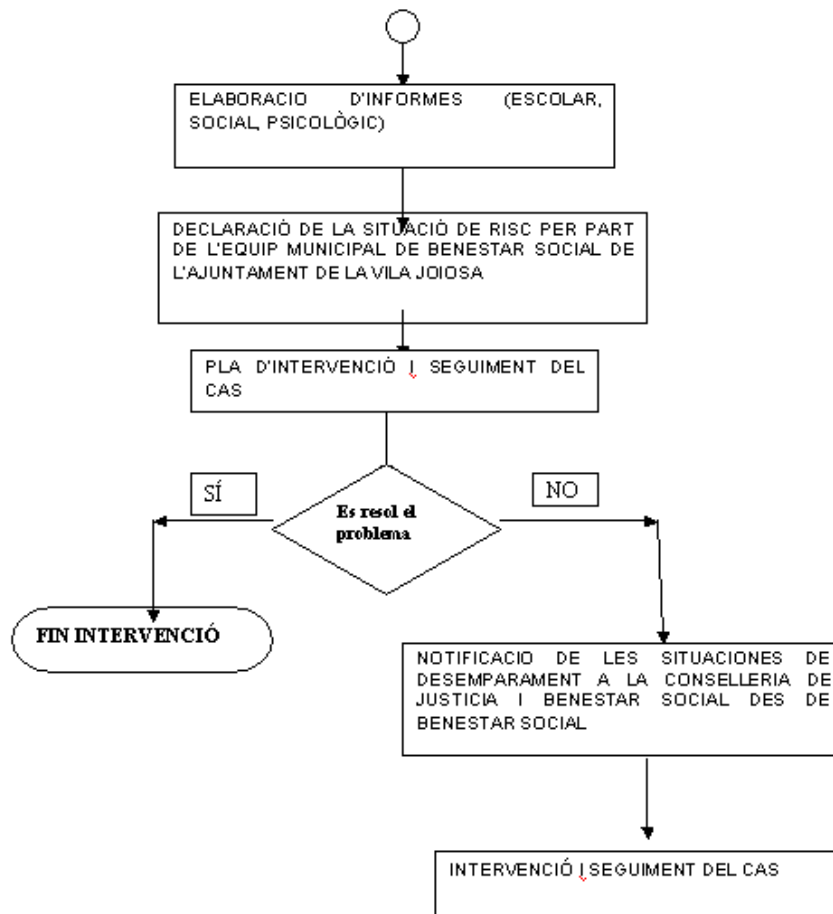 ELABORACIO D'INFORMES (ESCOLAR,
SOCIAL, PSICOLÒGIC)
DECLARACIÓ DE LA SITUACIÓ DE RISC PER PART
DE L'EQUIP MUNICIPAL DE BENESTAR SOCIAL DE
L'AJUNTAMENT DE LA VILA JOIOSA
PLA D'INTERVENCIÓ I SEGUIMENT DEL
CAS
SÍ
NO
Es resol el
problema
FIN INTERVENCIÓ
NOTIFICACIO DE LES SITUACIONES DE
DESEMPARAMENT A LA CONSELLERIA DE
JUSTICIA I BENESTAR SOCIAL DES DE
BENESTAR SOCIAL
INTERVENCIÓ I SEGUIMENT DEL CAS